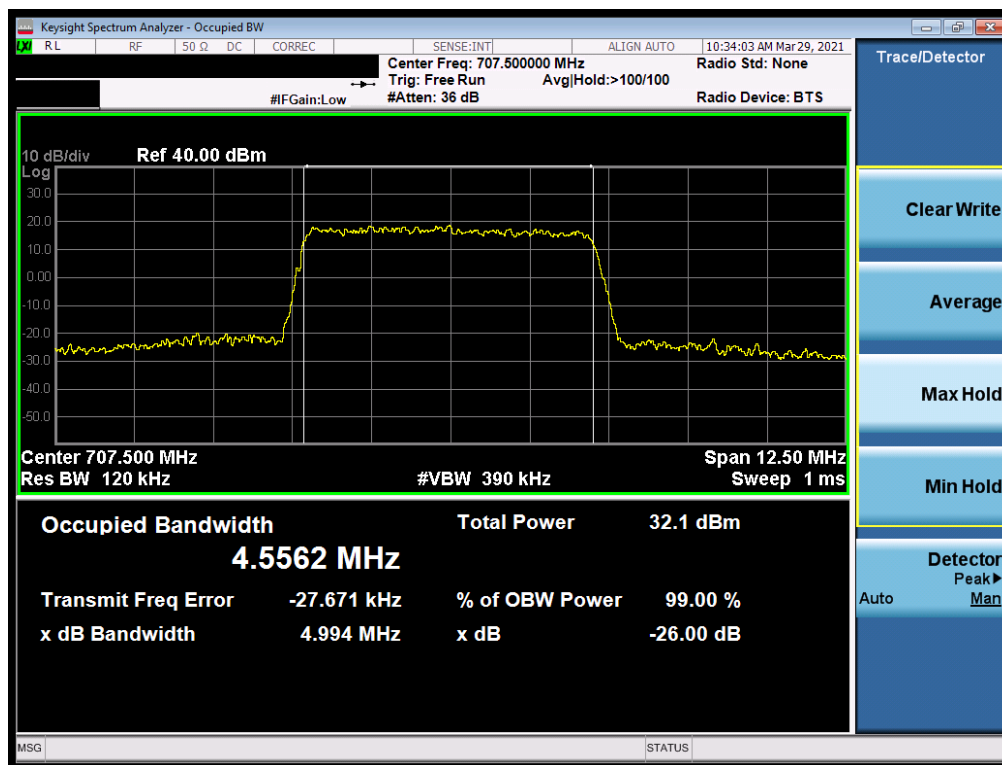 Keysight Spectrum Analyzer - Occupied BW
LXI RL RF 50 Ω DC CORREC SENSE:INT ALIGN AUTO 10:34:03 AM Mar 29, 2021
Center Freq: 707.500000 MHz Radio Std: None
Trig: Free Run Avg|Hold:>100/100
#IFGain:Low #Atten: 36 dB Radio Device: BTS
10 dB/div Ref 40.00 dBm
Log
30.0
20.0
10.0
0.00
-10.0
-20.0
-30.0
-40.0
-50.0
Center 707.500 MHz Span 12.50 MHz
Res BW 120 kHz #VBW 390 kHz Sweep 1 ms
Occupied Bandwidth Total Power 32.1 dBm
4.5562 MHz
Transmit Freq Error -27.671 kHz % of OBW Power 99.00 %
x dB Bandwidth 4.994 MHz x dB -26.00 dB
Trace/Detector
Clear Write
Average
Max Hold
Min Hold
Detector
Peak▶
Auto Man
MSG STATUS